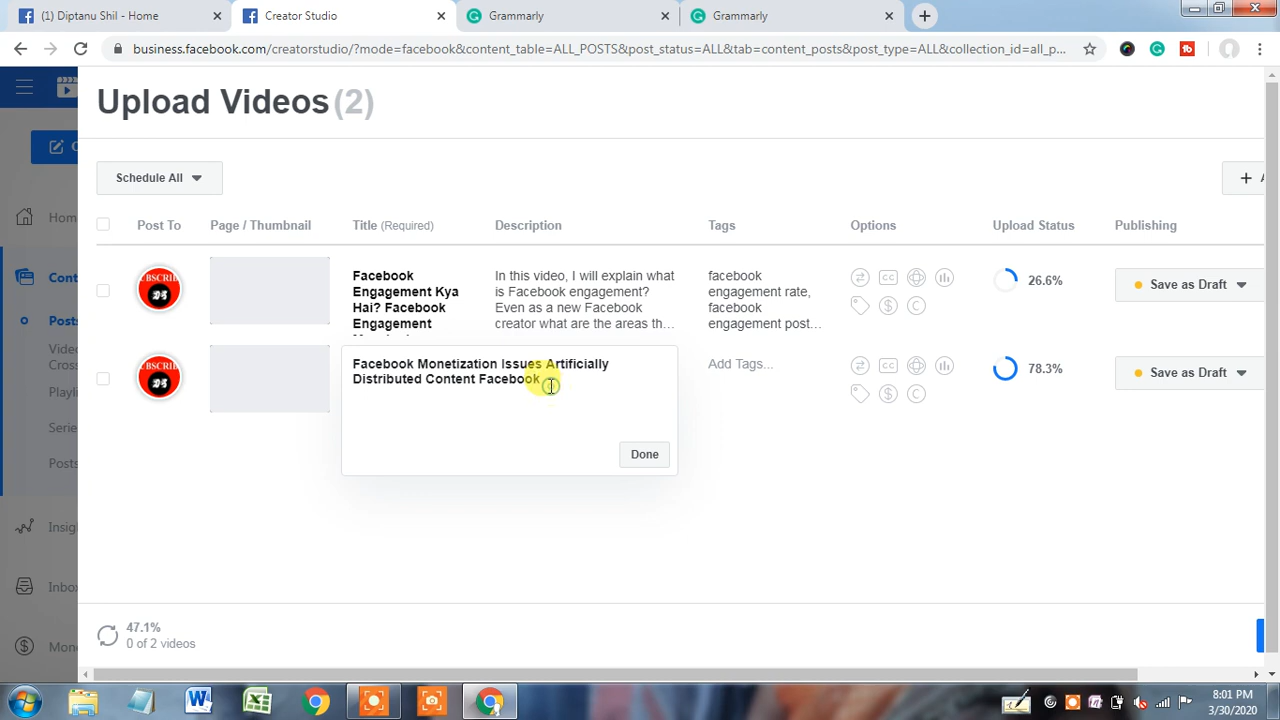 (1) Diptanu Shil - Home
Creator Studio
Grammarly
Grammarly
business.facebook.com/creatorstudio/?mode=facebook&content_table=ALL_POSTS&post_status=ALL&tab=content_posts&post_type=ALL&collection_id=all_p...
Upload Videos (2)
Schedule All
Post To
Page / Thumbnail
Title (Required)
Description
Tags
Options
Upload Status
Publishing
Hom
Facebook
Engagement Kya
Hai? Facebook
Engagement
In this video, I will explain what
is Facebook engagement?
Even as a new Facebook
creator what are the areas th...
facebook
engagement rate,
facebook
engagement post...
CC
26.6%
Save as Draft
Cont
Posts
Video
Cross
Playli
Serie
Posts
Facebook Monetization Issues Artificially
Distributed Content Facebook
Done
Add Tags...
CC
78.3%
Save as Draft
Insig
Inbo
Mon
47.1%
0 of 2 videos
8:01 PM
3/30/2020